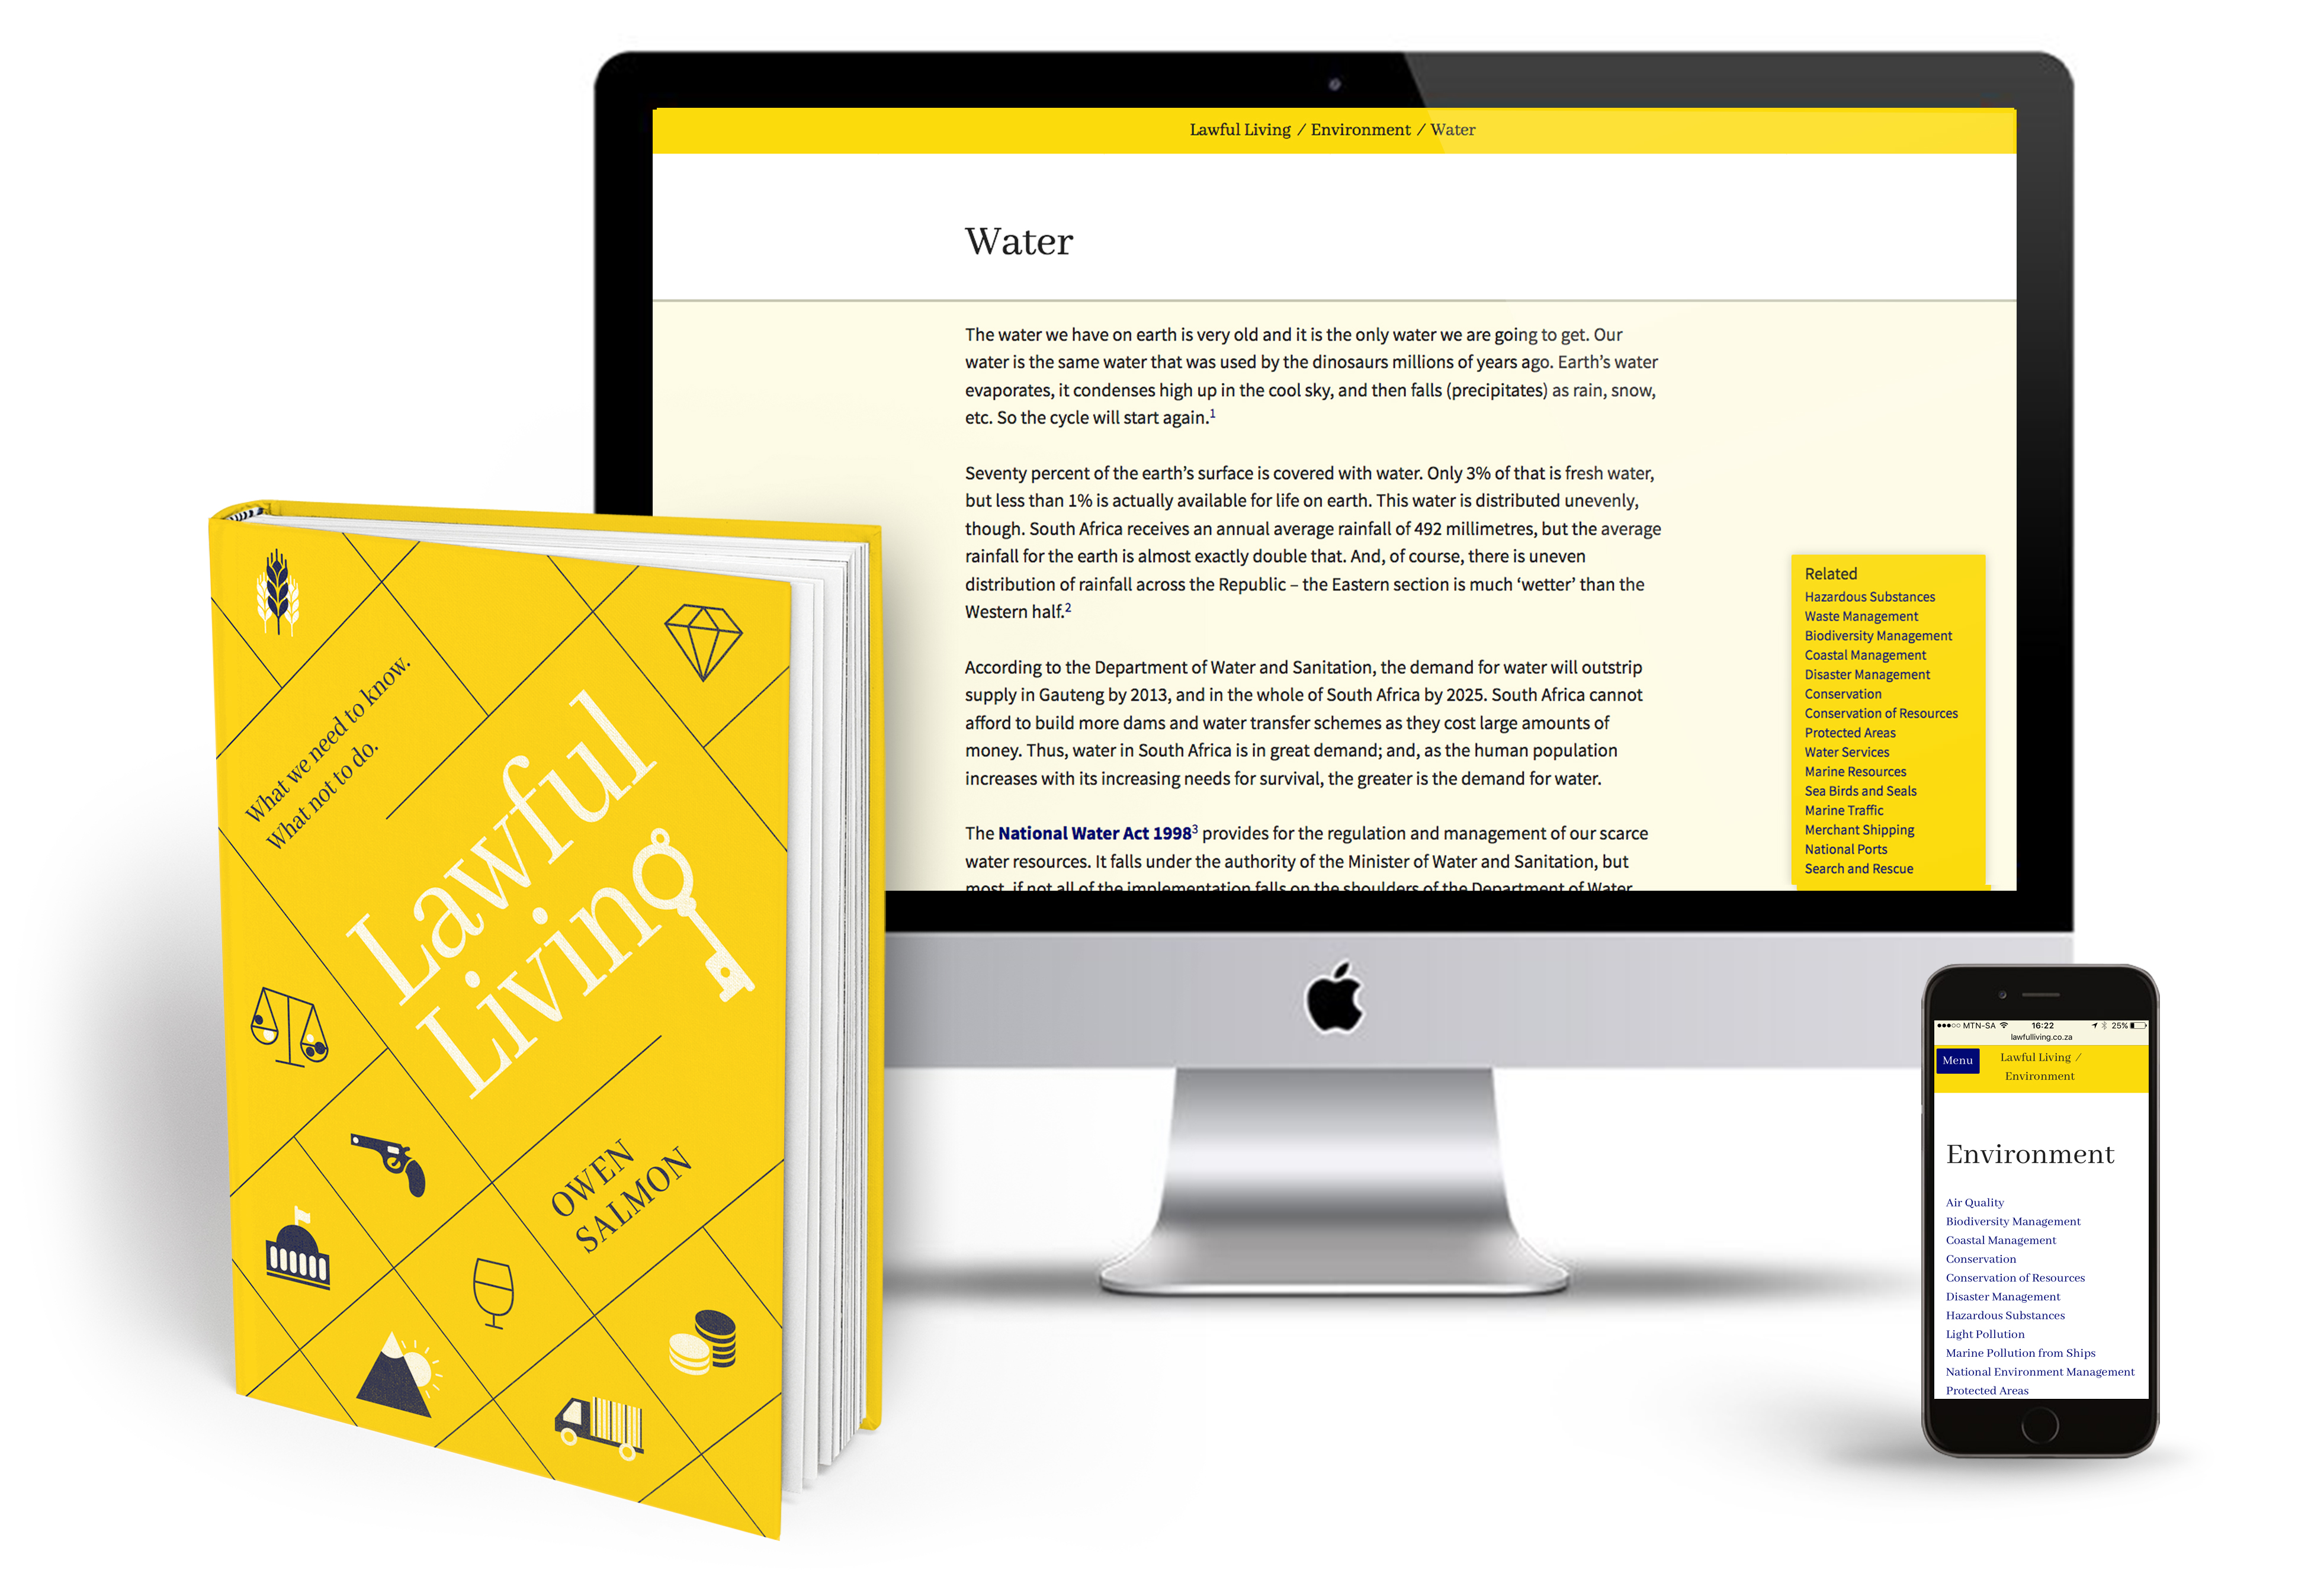 Lawful Living / Environment / Water
Water
The water we have on earth is very old and it is the only water we are going to get. Our
water is the same water that was used by the dinosaurs millions of years ago. Earth’s water
evaporates, it condenses high up in the cool sky, and then falls (precipitates) as rain, snow,
etc. So the cycle will start again.1
Seventy percent of the earth’s surface is covered with water. Only 3% of that is fresh water,
but less than 1% is actually available for life on earth. This water is distributed unevenly,
though. South Africa receives an annual average rainfall of 492 millimetres, but the average
rainfall for the earth is almost exactly double that. And, of course, there is uneven
distribution of rainfall across the Republic – the Eastern section is much ‘wetter’ than the
Western half.2
According to the Department of Water and Sanitation, the demand for water will outstrip
supply in Gauteng by 2013, and in the whole of South Africa by 2025. South Africa cannot
afford to build more dams and water transfer schemes as they cost large amounts of
money. Thus, water in South Africa is in great demand; and, as the human population
increases with its increasing needs for survival, the greater is the demand for water.
The National Water Act 19983 provides for the regulation and management of our scarce
water resources. It falls under the authority of the Minister of Water and Sanitation, but
most, if not all of the implementation falls on the shoulders of the Department of Water
Related
Hazardous Substances
Waste Management
Biodiversity Management
Coastal Management
Disaster Management
Conservation
Conservation of Resources
Protected Areas
Water Services
Marine Resources
Sea Birds and Seals
Marine Traffic
Merchant Shipping
National Ports
Search and Rescue
What we need to know.
What not to do.
Lawful
Living
OWEN
SALMON
MTN-SA 16:22 25%
lawfulliving.co.za
Menu
Lawful Living /
Environment
Environment
Air Quality
Biodiversity Management
Coastal Management
Conservation
Conservation of Resources
Disaster Management
Hazardous Substances
Light Pollution
Marine Pollution from Ships
National Environment Management
Protected Areas